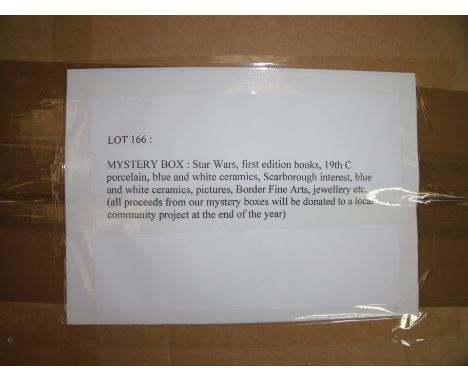 LOT 166 :
MYSTERY BOX : Star Wars, first edition books, 19th C
porcelain, blue and white ceramics, Scarborough interest, blue
and white ceramics, pictures, Border Fine Arts, jewellery etc,
(all proceeds from our mystery boxes will be donated to a local
community project at the end of the year)